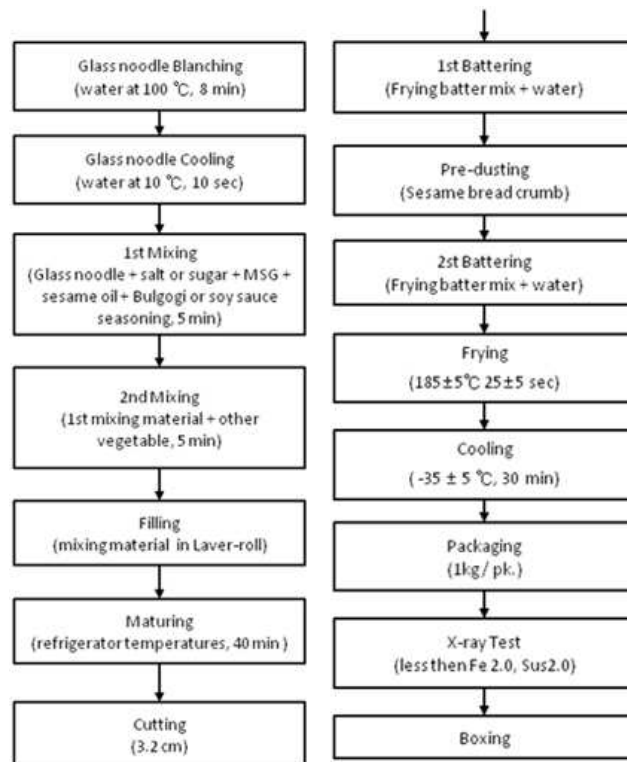 Glass noodle Blanching
(water at 100 ℃, 8 min)
Glass noodle Cooling
(water at 10 ℃, 10 sec)
1st Mixing
(Glass noodle + salt or sugar + MSG +
sesame oil + Bulgogi or soy sauce
seasoning, 5 min)
2nd Mixing
(1st mixing material + other
vegetable, 5 min)
Filling
(mixing material in Laver-roll)
Maturing
(refrigerator temperatures, 40 min )
Cutting
(3.2 cm)
1st Battering
(Frying batter mix + water)
Pre-dusting
(Sesame bread crumb)
2st Battering
(Frying batter mix + water)
Frying
(185±5℃ 25±5 sec)
Cooling
( -35 ± 5 ℃, 30 min)
Packaging
(1kg / pk.)
X-ray Test
(less then Fe 2.0, Sus2.0)
Boxing